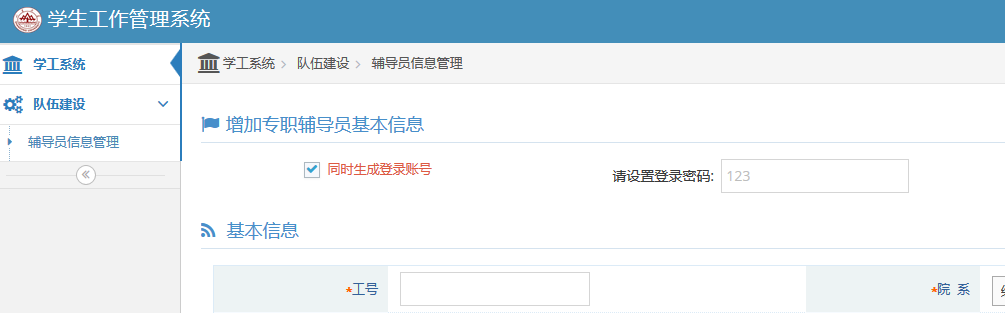 学生工作管理系统
学工系统
队伍建设
辅导员信息管理
学工系统 > 队伍建设 > 辅导员信息管理
增加专职辅导员基本信息
同时生成登录账号 请设置登录密码: 123
基本信息
*工号 *院 系